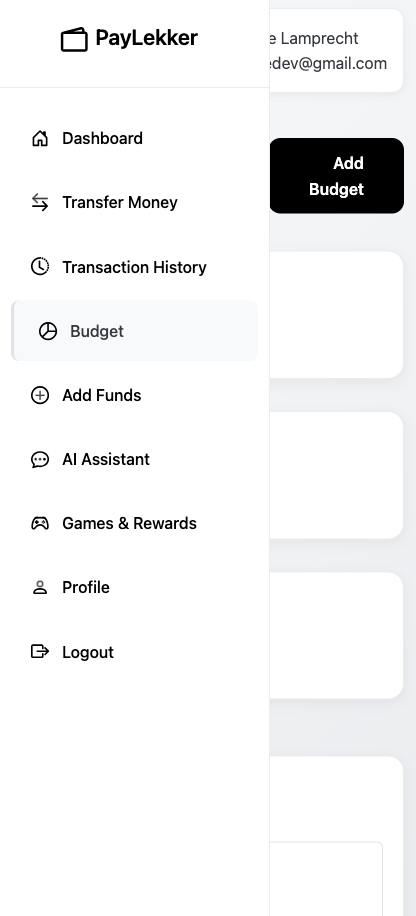 PayLekker
e Lamprecht
edev@gmail.com
Dashboard
Add
Budget
Transfer Money
Transaction History
Budget
Add Funds
AI Assistant
Games & Rewards
Profile
Logout